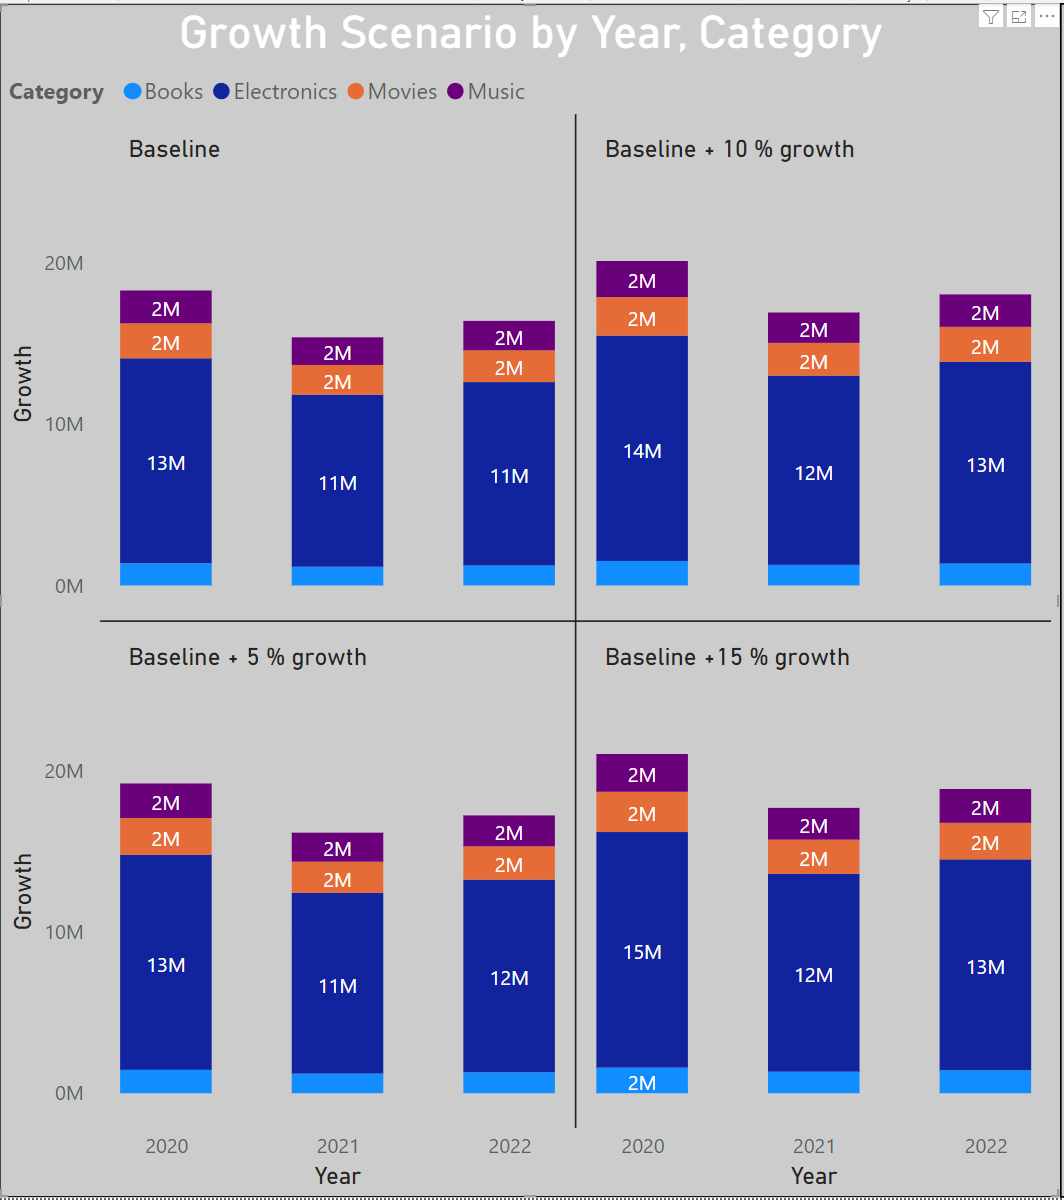 Growth Scenario by Year, Category
Category Books Electronics Movies Music
Baseline
Baseline + 10 % growth
Growth
20M
10M
0M
2M
2M
13M
2M
2M
11M
2M
2M
11M
2M
2M
14M
2M
2M
12M
2M
2M
13M
Baseline + 5 % growth
Baseline +15 % growth
Growth
20M
10M
0M
2M
2M
13M
2M
2M
11M
2M
2M
12M
2M
2M
15M
2M
2M
2M
12M
2M
2M
13M
2020 2021 2022 2020 2021 2022
Year Year